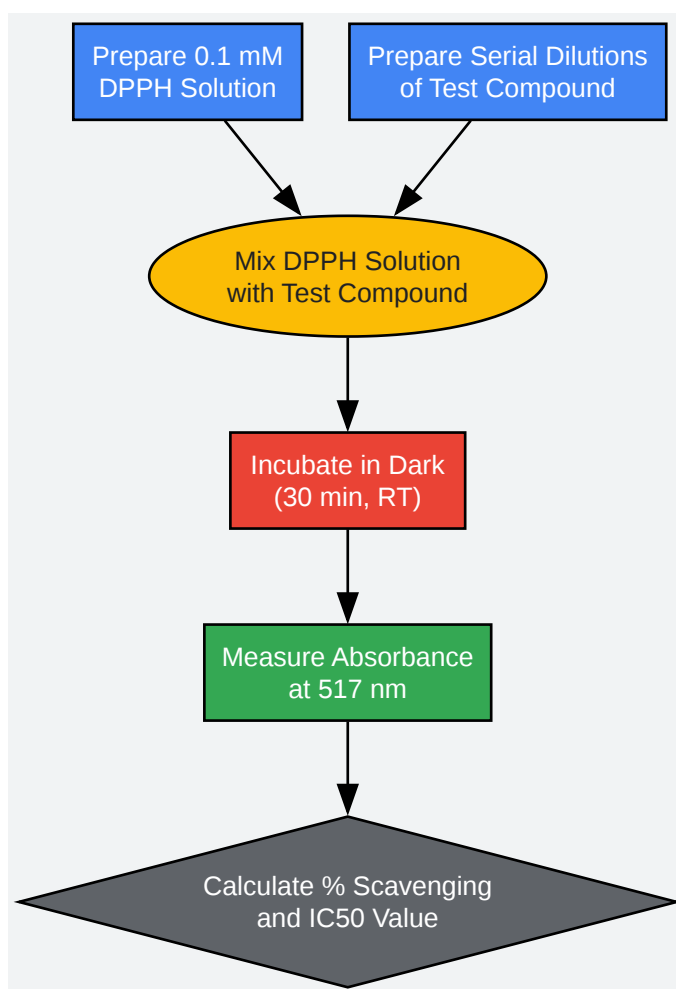 Prepare 0.1 mM
DPPH Solution
Prepare Serial Dilutions
of Test Compound
Mix DPPH Solution
with Test Compound
Incubate in Dark
(30 min, RT)
Measure Absorbance
at 517 nm
Calculate % Scavenging
and IC50 Value